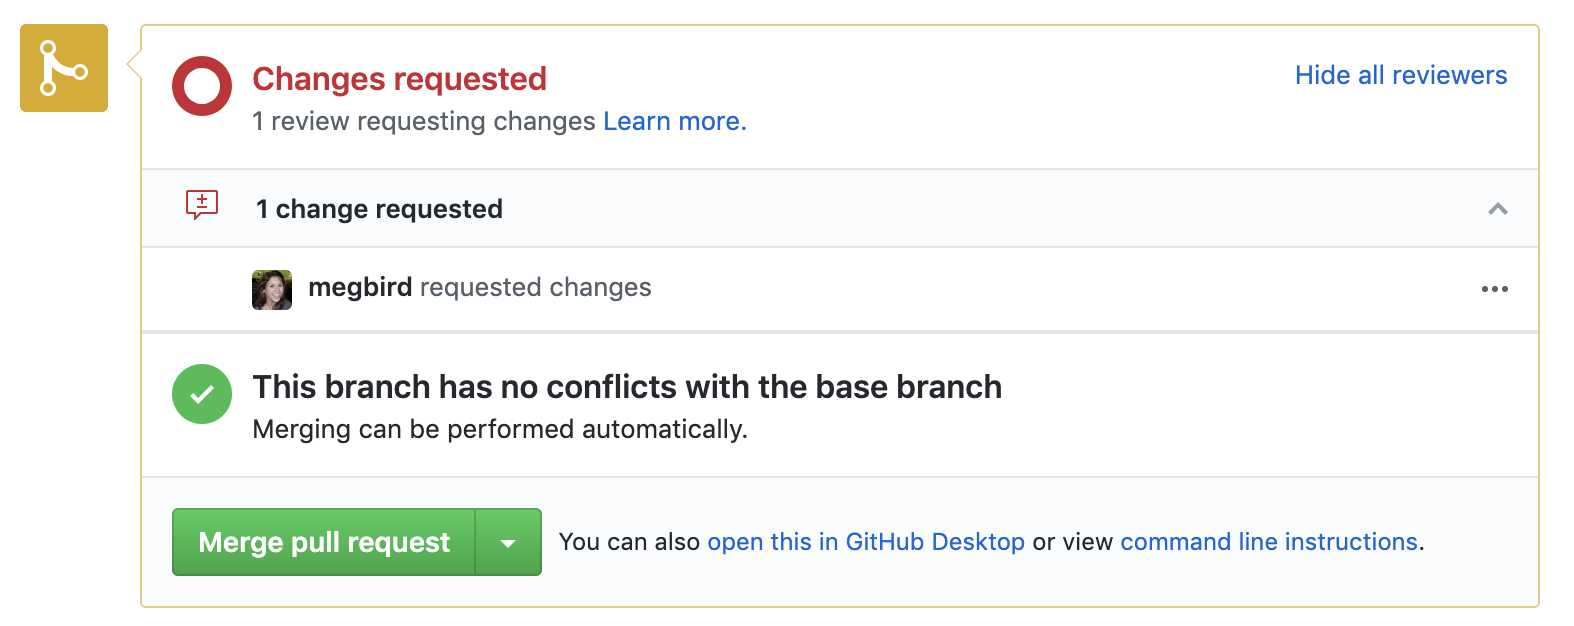 Changes requested
Hide all reviewers
1 review requesting changes Learn more.
1 change requested
megbird requested changes
This branch has no conflicts with the base branch
Merging can be performed automatically.
Merge pull request
You can also open this in GitHub Desktop or view command line instructions.